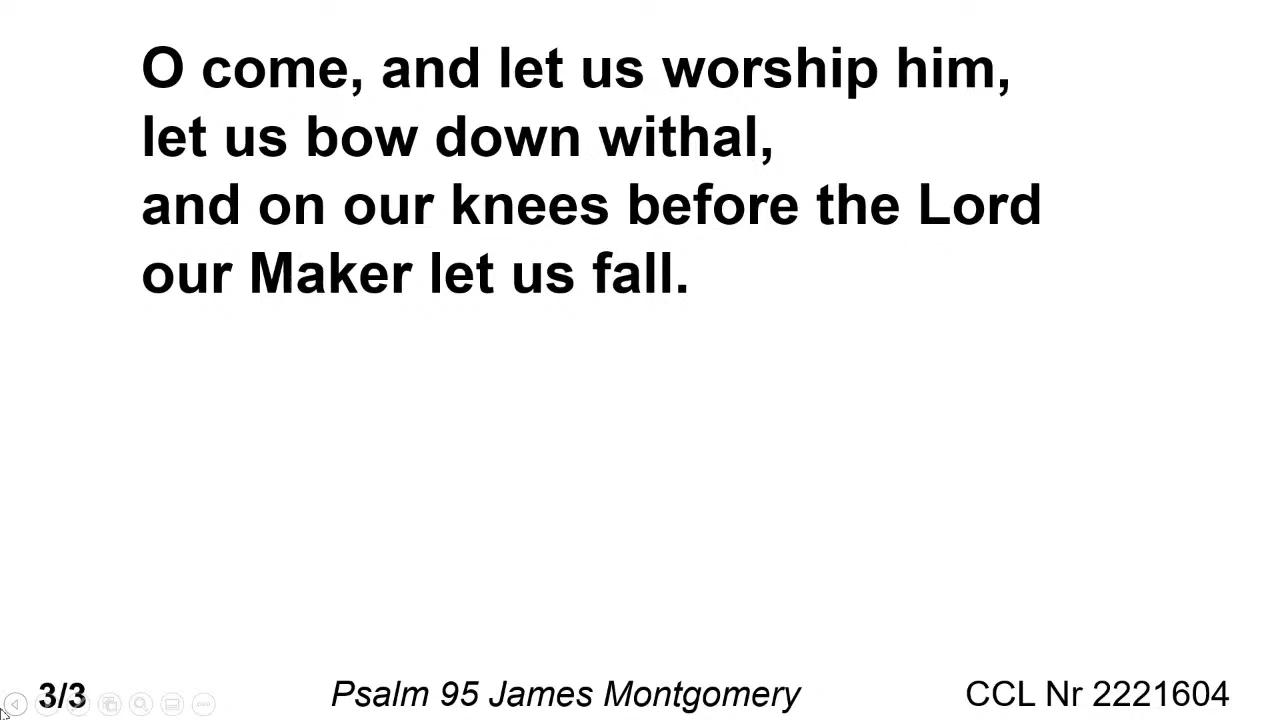 O come, and let us worship him,
let us bow down withal,
and on our knees before the Lord
our Maker let us fall.
3/3 Psalm 95 James Montgomery CCL Nr 2221604